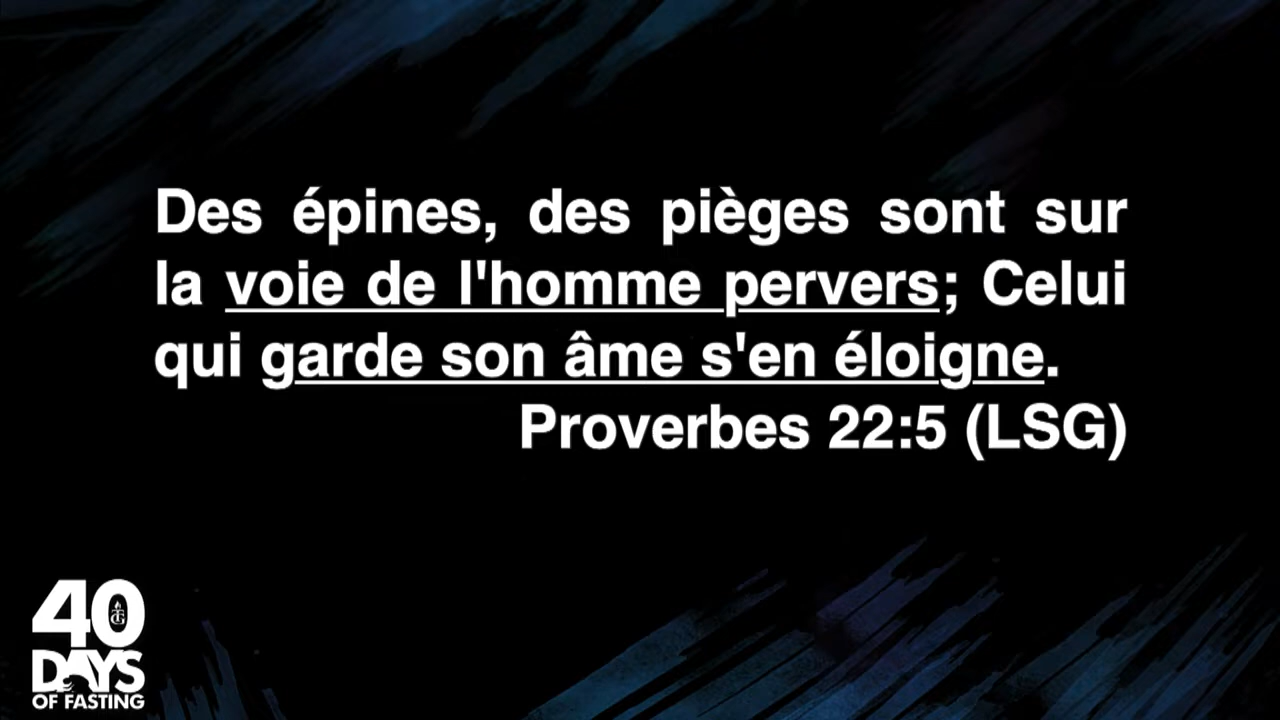 Des épines, des pièges sont sur
la voie de l'homme pervers; Celui
qui garde son âme s'en éloigne.
Proverbes 22:5 (LSG)
40
DAYS
OF FASTING